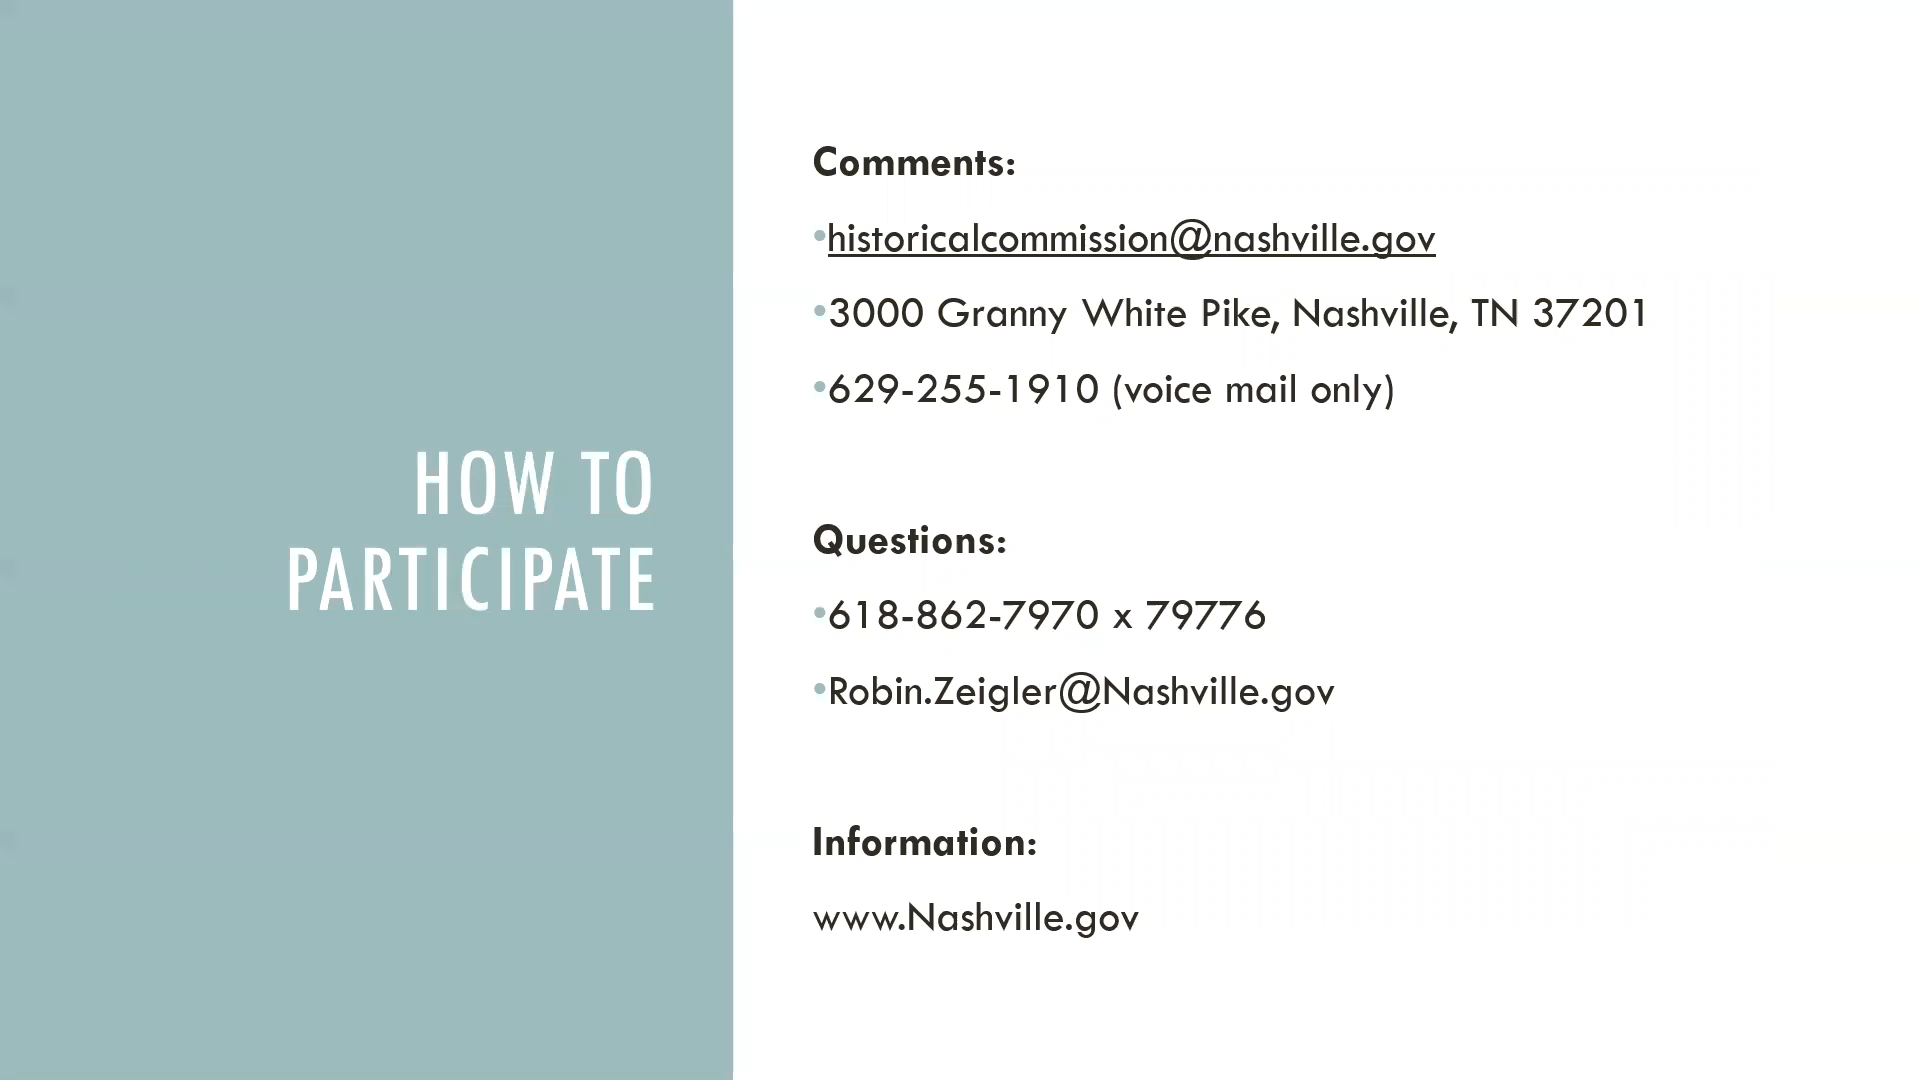 HOW TO
PARTICIPATE
Comments:
•historicalcommission@nashville.gov
•3000 Granny White Pike, Nashville, TN 37201
•629-255-1910 (voice mail only)
Questions:
•618-862-7970 x 79776
•Robin.Zeigler@Nashville.gov
Information:
www.Nashville.gov